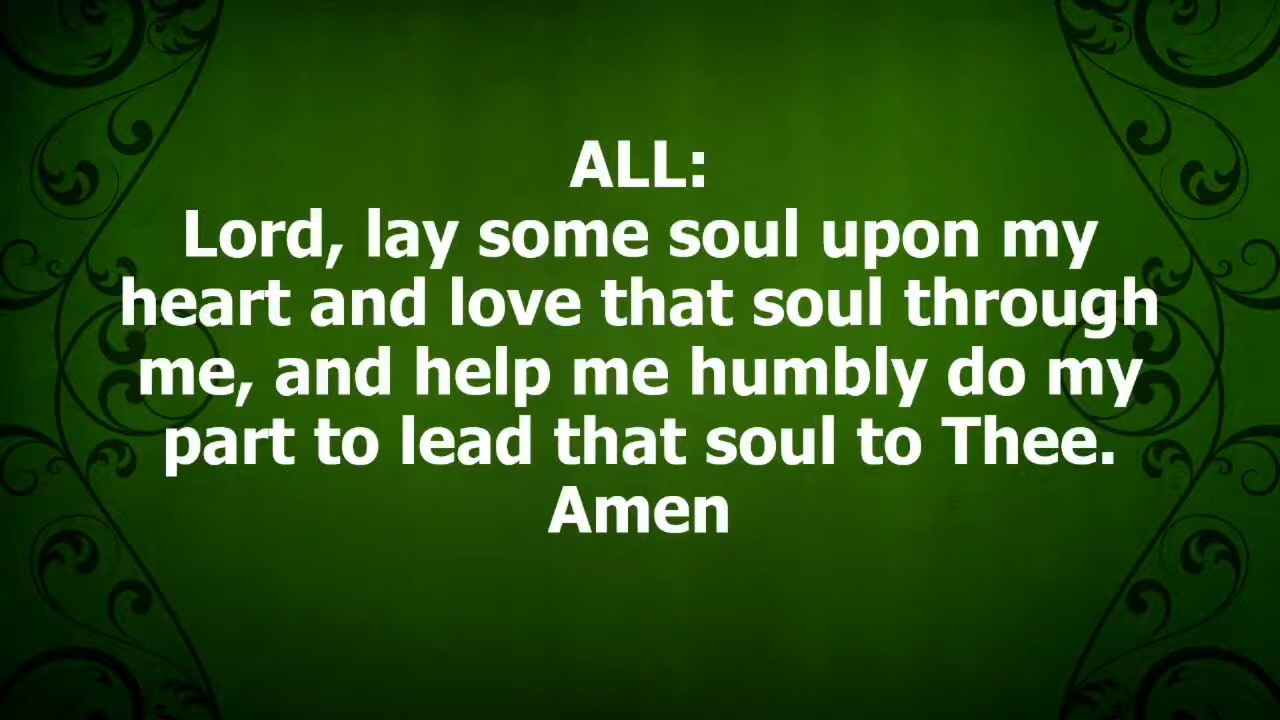 ALL:
Lord, lay some soul upon my
heart and love that soul through
me, and help me humbly do my
part to lead that soul to Thee.
Amen